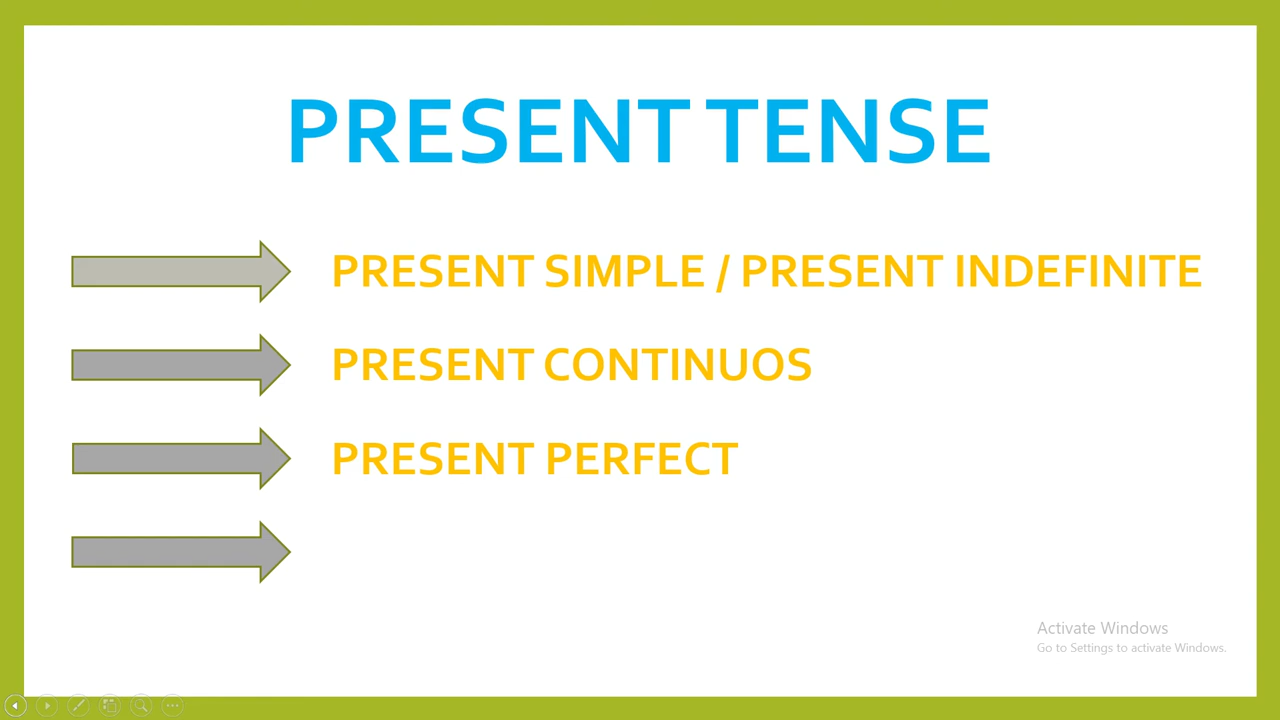 PRESENT TENSE
PRESENT SIMPLE / PRESENT INDEFINITE
PRESENT CONTINUOS
PRESENT PERFECT
Activate Windows
Go to Settings to activate Windows.